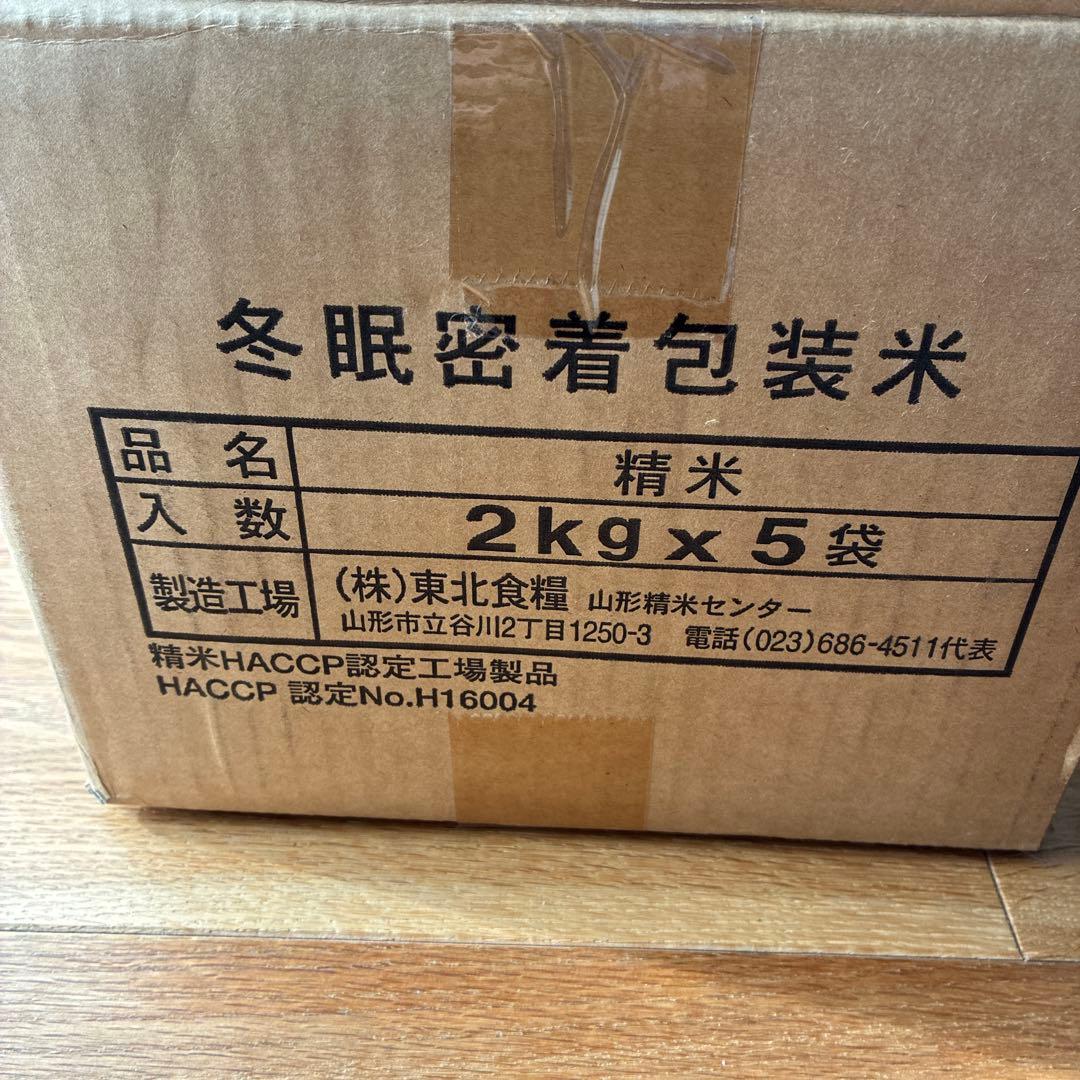 冬眠密着包装米
品名 精米
入数 2kg x 5袋
製造工場 (株)東北食糧 山形精米センター
山形市立谷川2丁目1250-3 電話(023)686-4511代表
精米HACCP認定工場製品
HACCP 認定No.H16004